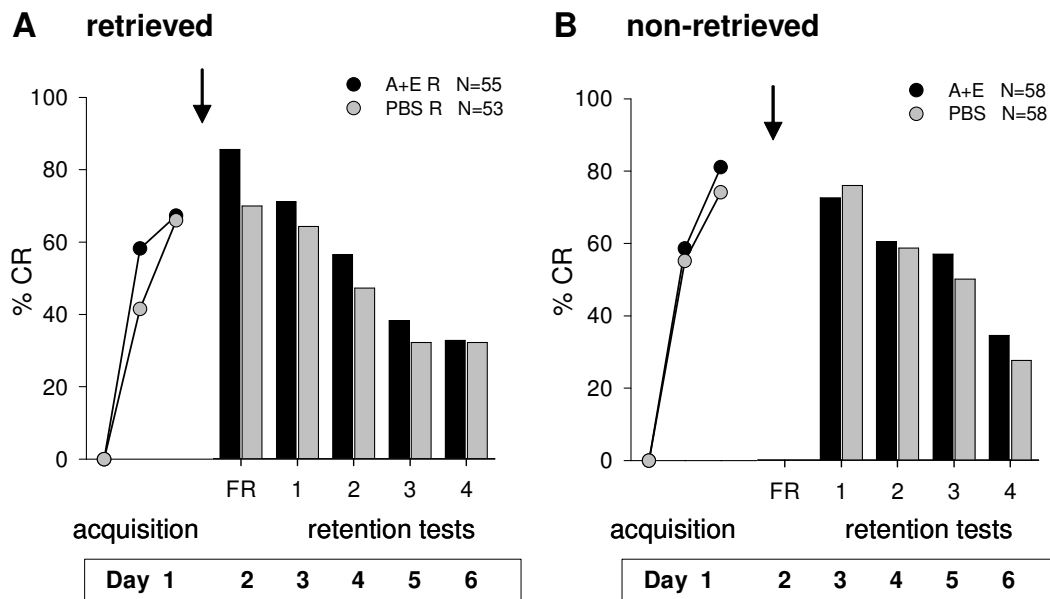 A retrieved
A+E R N=55
PBS R N=53
% CR
100
80
60
40
20
0
FR 1 2 3 4
acquisition retention tests
Day 1 2 3 4 5 6
B non-retrieved
A+E N=58
PBS N=58
% CR
100
80
60
40
20
0
FR 1 2 3 4
acquisition retention tests
Day 1 2 3 4 5 6